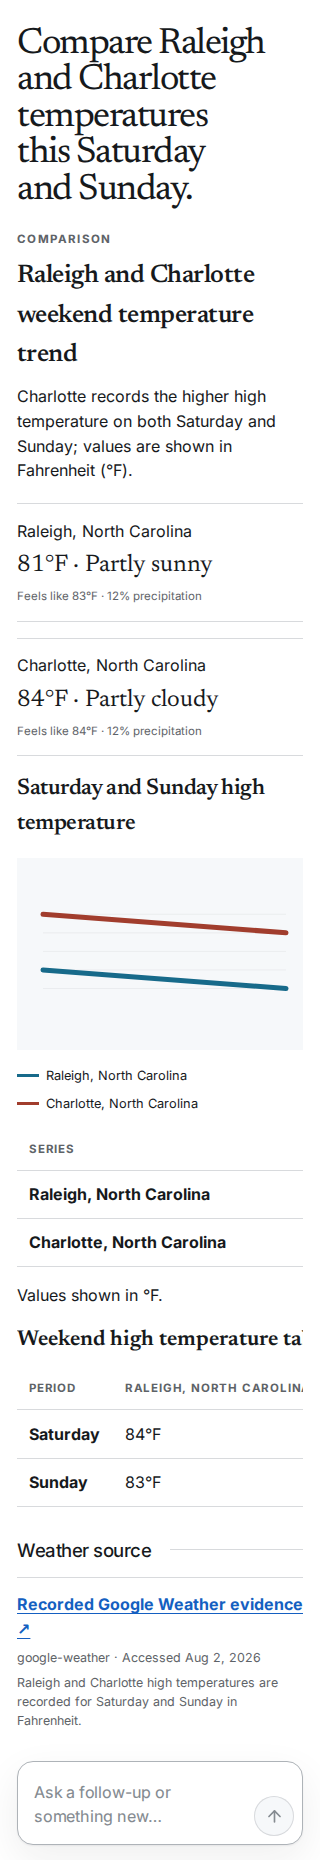 Compare Raleigh
and Charlotte
temperatures
this Saturday
and Sunday.
COMPARISON
Raleigh and Charlotte
weekend temperature
trend
Charlotte records the higher high
temperature on both Saturday and
Sunday; values are shown in
Fahrenheit (°F).
Raleigh, North Carolina
81°F · Partly sunny
Feels like 83°F · 12% precipitation
Charlotte, North Carolina
84°F · Partly cloudy
Feels like 84°F · 12% precipitation
Saturday and Sunday high
temperature
Raleigh, North Carolina
Charlotte, North Carolina
SERIES
Raleigh, North Carolina
Charlotte, North Carolina
Values shown in °F.
Weekend high temperature
PERIOD RALEIGH, NORTH CAROLINA
Saturday 84°F
Sunday 83°F
Weather source
Recorded Google Weather evidence
↗
google-weather · Accessed Aug 2, 2026
Raleigh and Charlotte high temperatures are
recorded for Saturday and Sunday in
Fahrenheit.
Ask a follow-up or
something new...